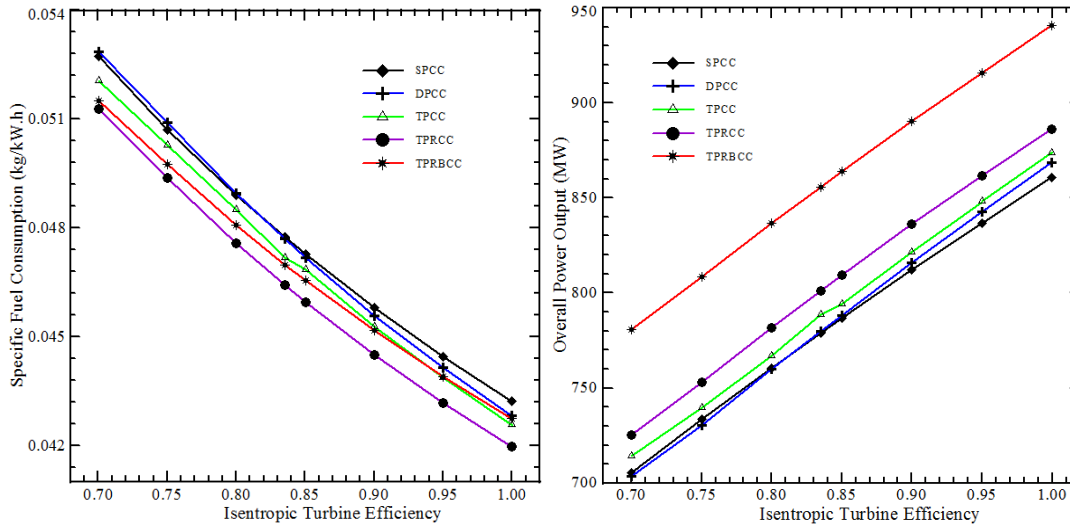 Specific Fuel Consumption (kg/kW.h)
0.054
0.051
0.048
0.045
0.042
SPCC
DPCC
TPCC
TPRCC
TPRBCC
0.70 0.75 0.80 0.85 0.90 0.95 1.00
Isentropic Turbine Efficiency
Overall Power Output (MW)
950
900
850
800
750
700
SPCC
DPCC
TPCC
TPRCC
TPRBCC
0.70 0.75 0.80 0.85 0.90 0.95 1.00
Isentropic Turbine Efficiency